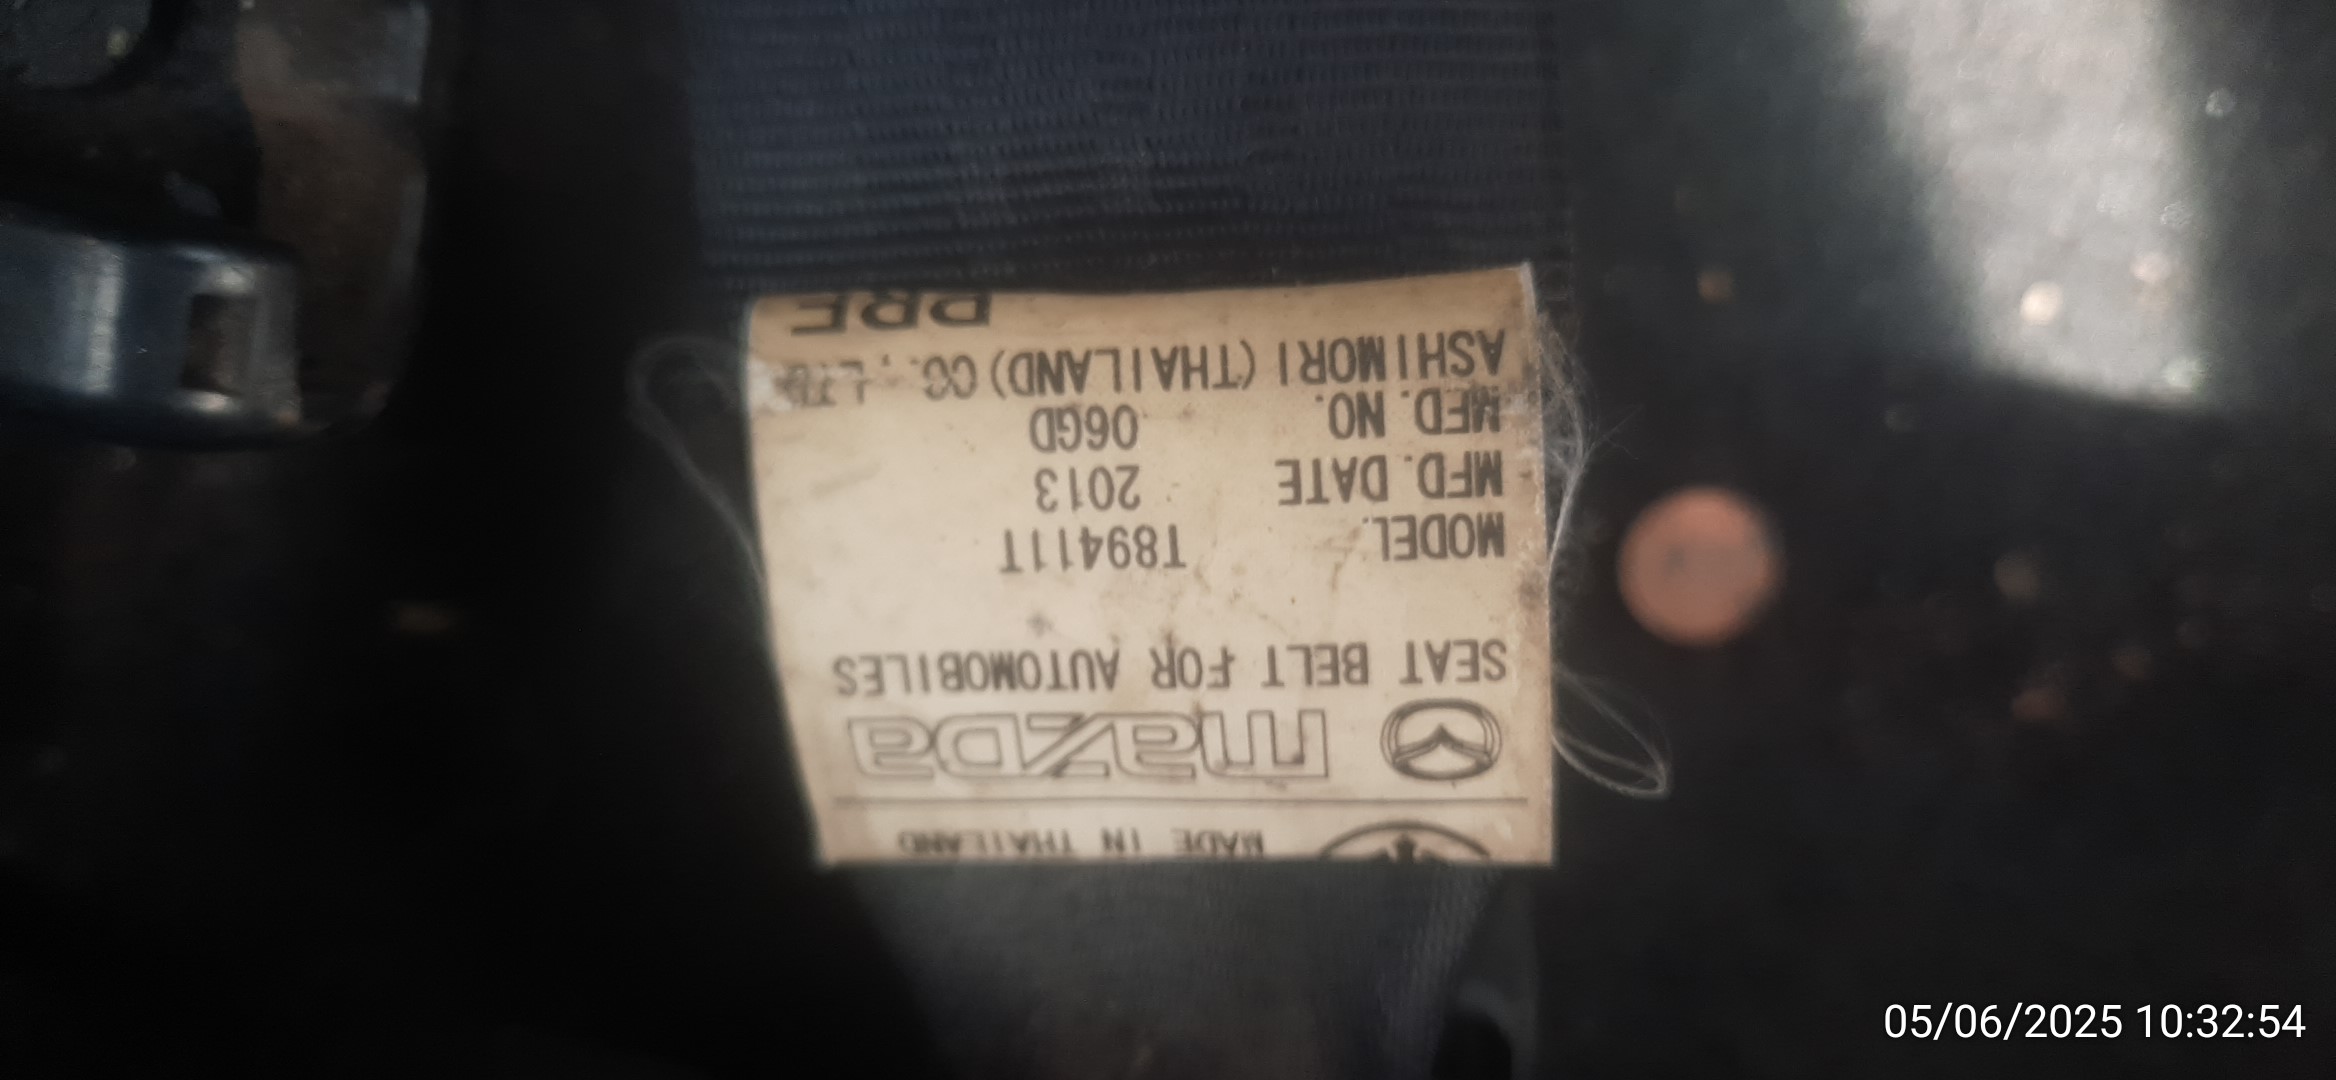 MADE IN THAILAND
mazda
SEAT BELT FOR AUTOMOBILES
MODEL. T89411T
MFD. DATE 2013
MFD. NO. 06GD
ASHIMORI (THAILAND) CO., LTD.
PRE
05/06/2025 10:32:54